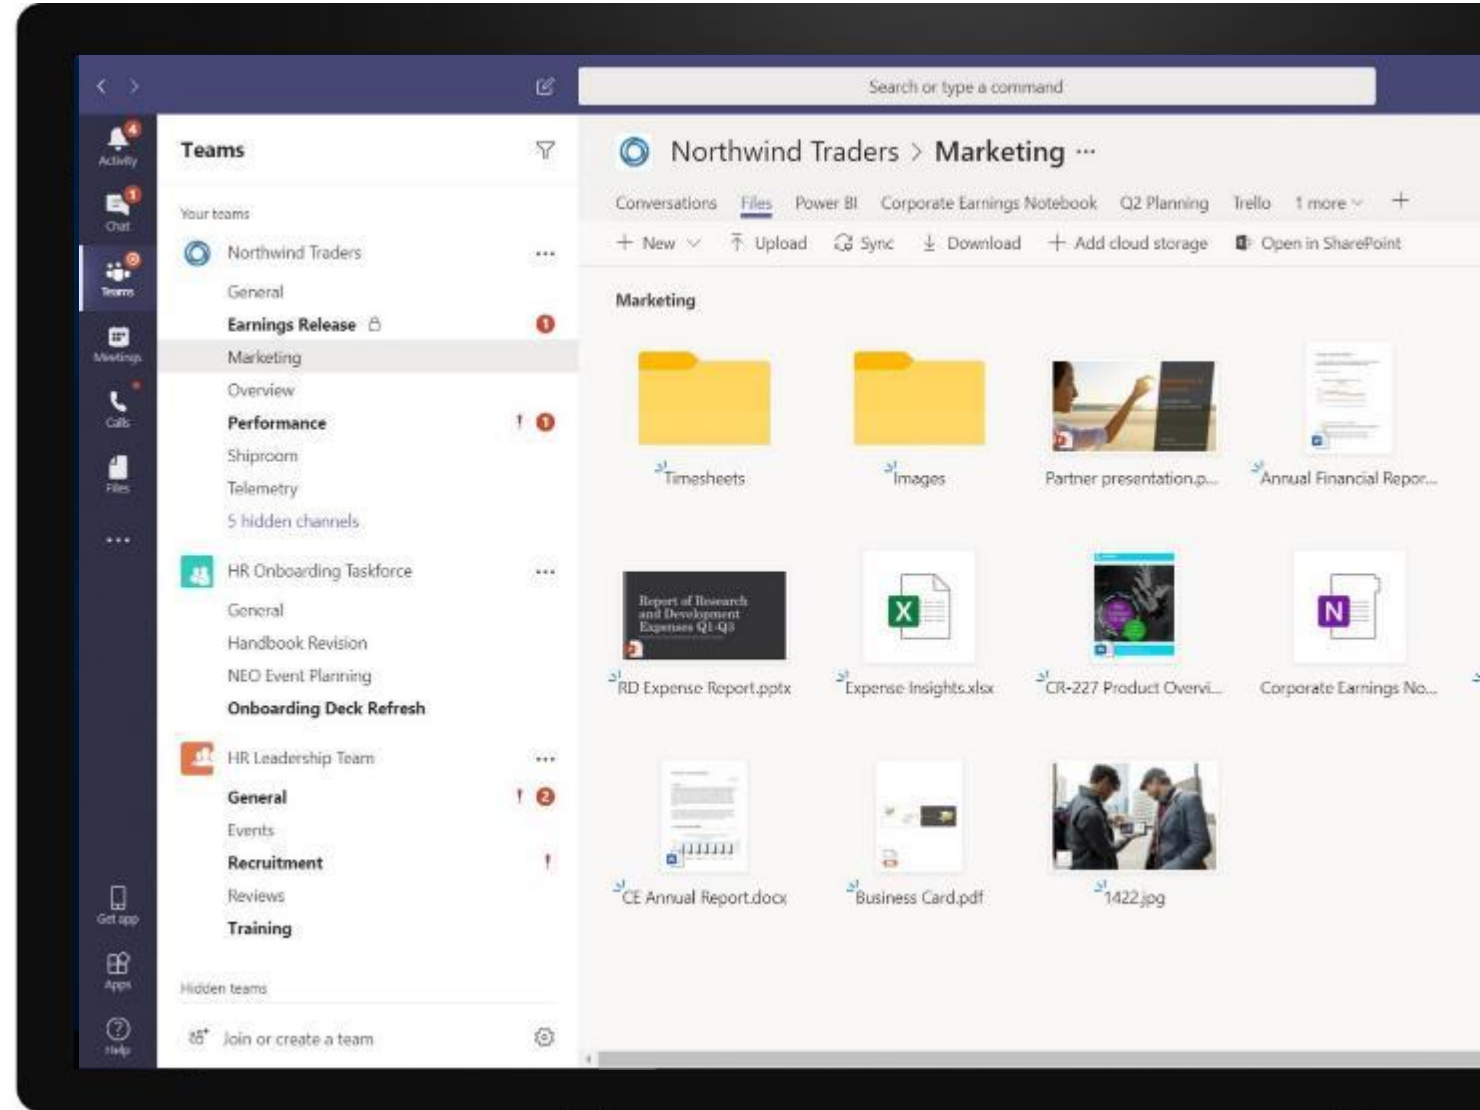 Search or type a command
4
Activity
1
Chat
Teams
Meetings
Calls
Files
Get app
Apps
Help
Teams
Your teams
Northwind Traders
General
Earnings Release
1
Marketing
Overview
Performance
! 1
Shiproom
Telemetry
5 hidden channels
HR Onboarding Taskforce
General
Handbook Revision
NEO Event Planning
Onboarding Deck Refresh
HR Leadership Team
General
! 2
Events
Recruitment
!
Reviews
Training
Hidden teams
Join or create a team
Northwind Traders > Marketing ...
Conversations Files Power BI Corporate Earnings Notebook Q2 Planning Trello 1 more +
+ New Upload Sync Download + Add cloud storage Open in SharePoint
Marketing
Timesheets
Images
Partner presentation.p...
Annual Financial Repor...
Report of Research
and Development
Expenses Q1-Q3
X
N
RD Expense Report.pptx
Expense Insights.xlsx
CR-227 Product Overvi...
Corporate Earnings No...
CE Annual Report.docx
Business Card.pdf
1422.jpg